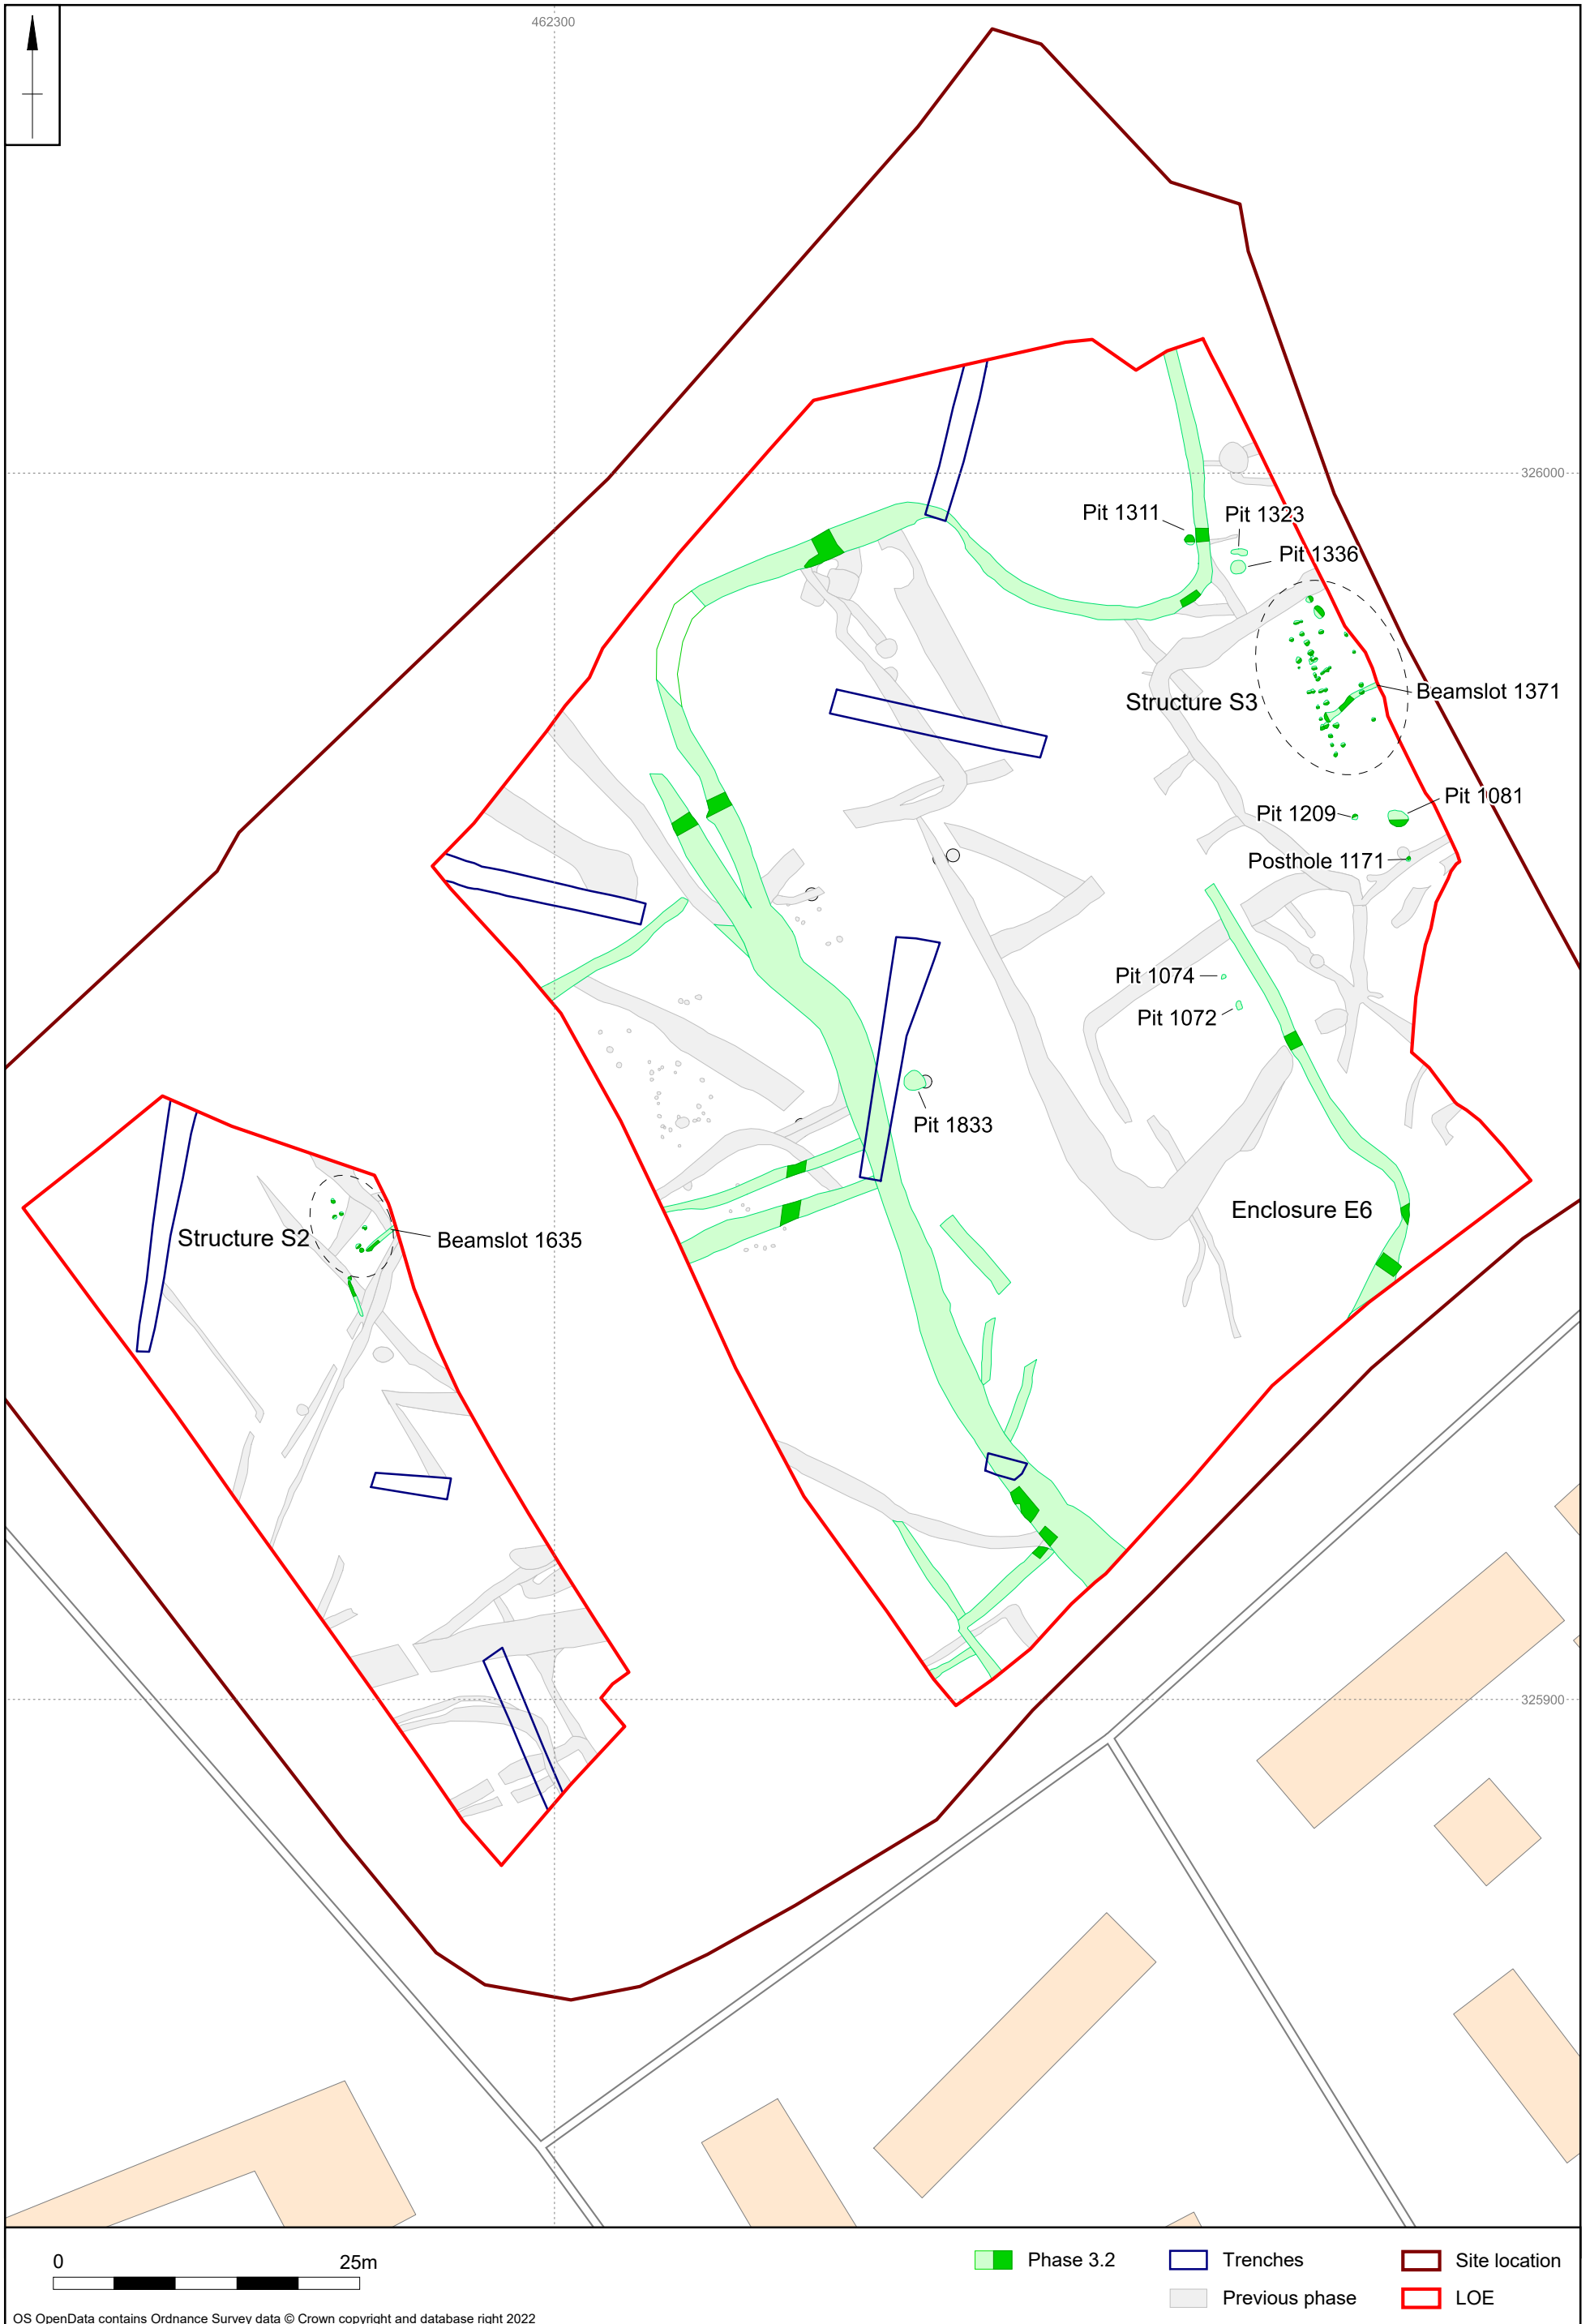 462300
326000
Pit 1311
Pit 1323
Pit 1336
Structure S3
Beamslot 1371
Pit 1081
Pit 1209
Posthole 1171
Pit 1074
Pit 1072
Pit 1833
Enclosure E6
Structure S2
Beamslot 1635
325900
0
25m
Phase 3.2
Trenches
Site location
Previous phase
LOE
OS OpenData contains Ordnance Survey data © Crown copyright and database right 2022